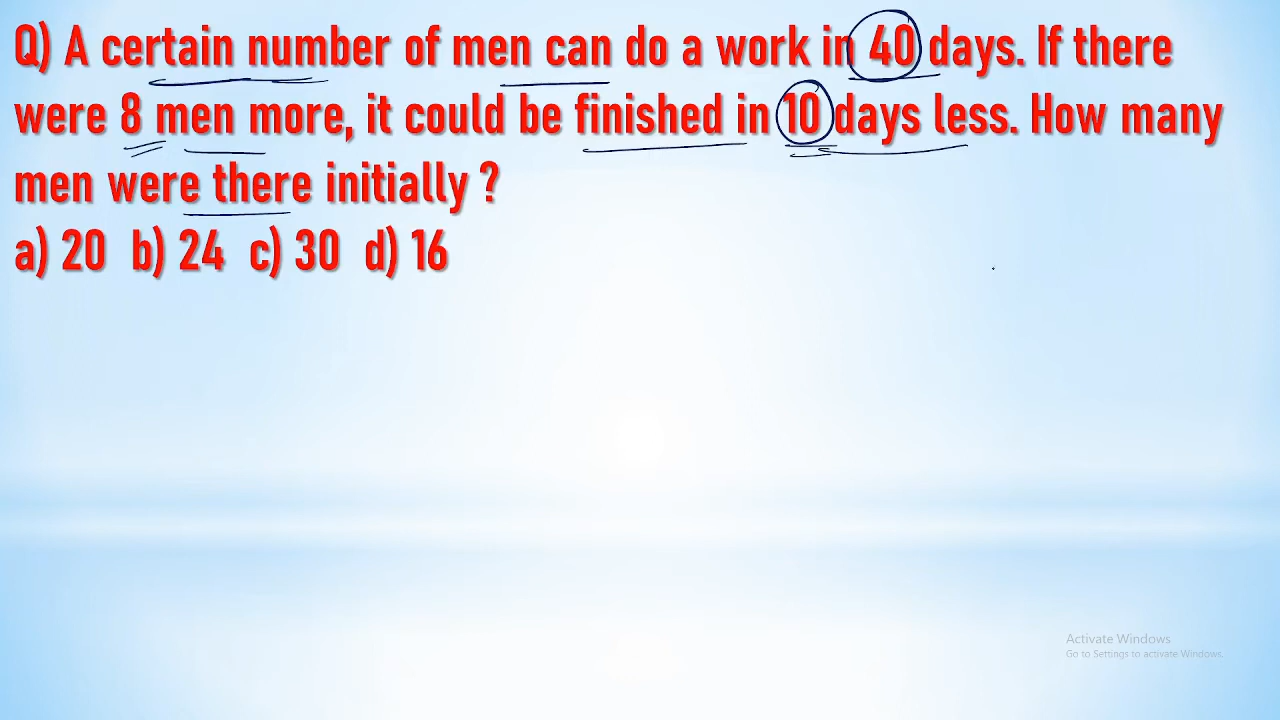 Q) A certain number of men can do a work in 40 days. If there
were 8 men more, it could be finished in 10 days less. How many
men were there initially ?
a) 20 b) 24 c) 30 d) 16
Activate Windows
Go to Settings to activate Windows.